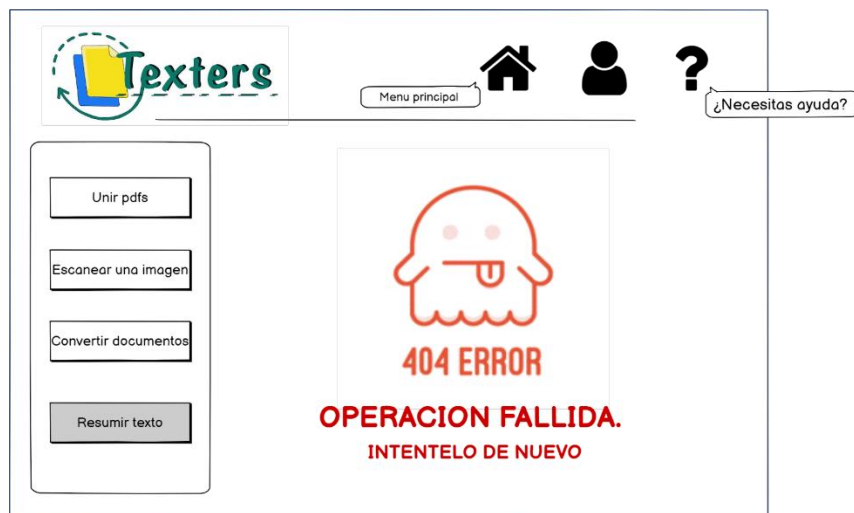 Texters
Menu principal
¿Necesitas ayuda?
Unir pdfs
Escanear una imagen
Convertir documentos
Resumir texto
404 ERROR
OPERACION FALLIDA.
INTENTELO DE NUEVO